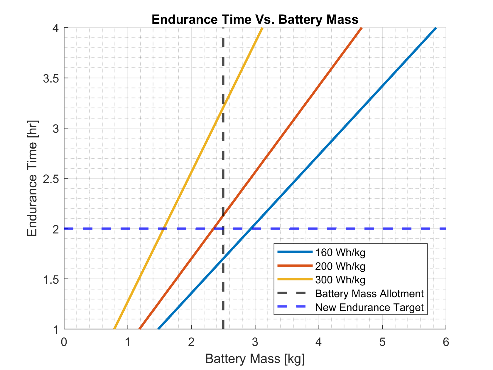 Endurance Time Vs. Battery Mass
4
3.5
3
2.5
2
1.5
1
Endurance Time [hr]
160 Wh/kg
200 Wh/kg
300 Wh/kg
Battery Mass Allotment
New Endurance Target
0
1
2
3
4
5
6
Battery Mass [kg]